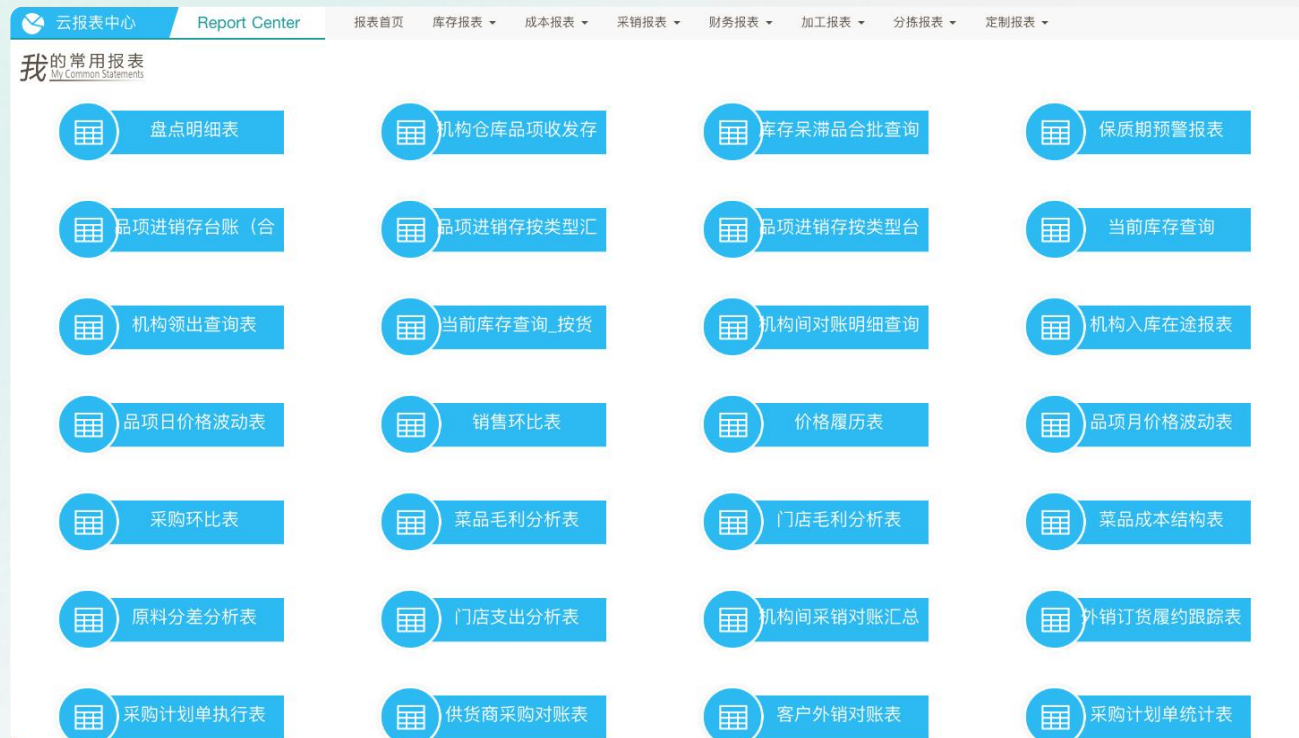 云报表中心 Report Center 报表首页 库存报表 成本报表 采销报表 财务报表 加工报表 分拣报表 定制报表
我的常用报表
My Common Statements
盘点明细表 机构仓库品项收发存 库存呆滞品合批查询 保质期预警报表
品项进销存台账（合 品项进销存按类型汇 品项进销存按类型台 当前库存查询
机构领出查询表 当前库存查询_按货 机构间对账明细查询 机构入库在途报表
品项日价格波动表 销售环比表 价格履历表 品项月价格波动表
采购环比表 菜品毛利分析表 门店毛利分析表 菜品成本结构表
原料分差分析表 门店支出分析表 机构间采销对账汇总 外销订货履约跟踪表
采购计划单执行表 供货商采购对账表 客户外销对账表 采购计划单统计表